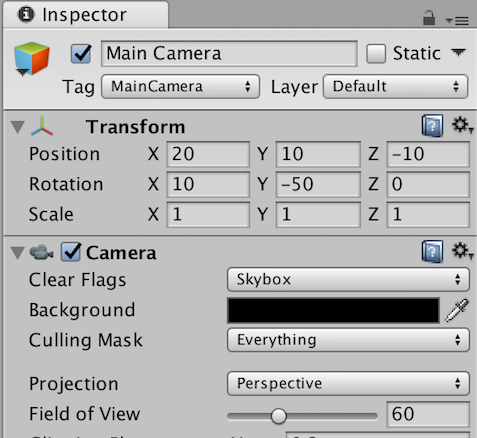 Inspector
Main Camera Static
Tag MainCamera Layer Default
Transform
Position X 20 Y 10 Z -10
Rotation X 10 Y -50 Z 0
Scale X 1 Y 1 Z 1
Camera
Clear Flags Skybox
Background
Culling Mask Everything
Projection Perspective
Field of View 60